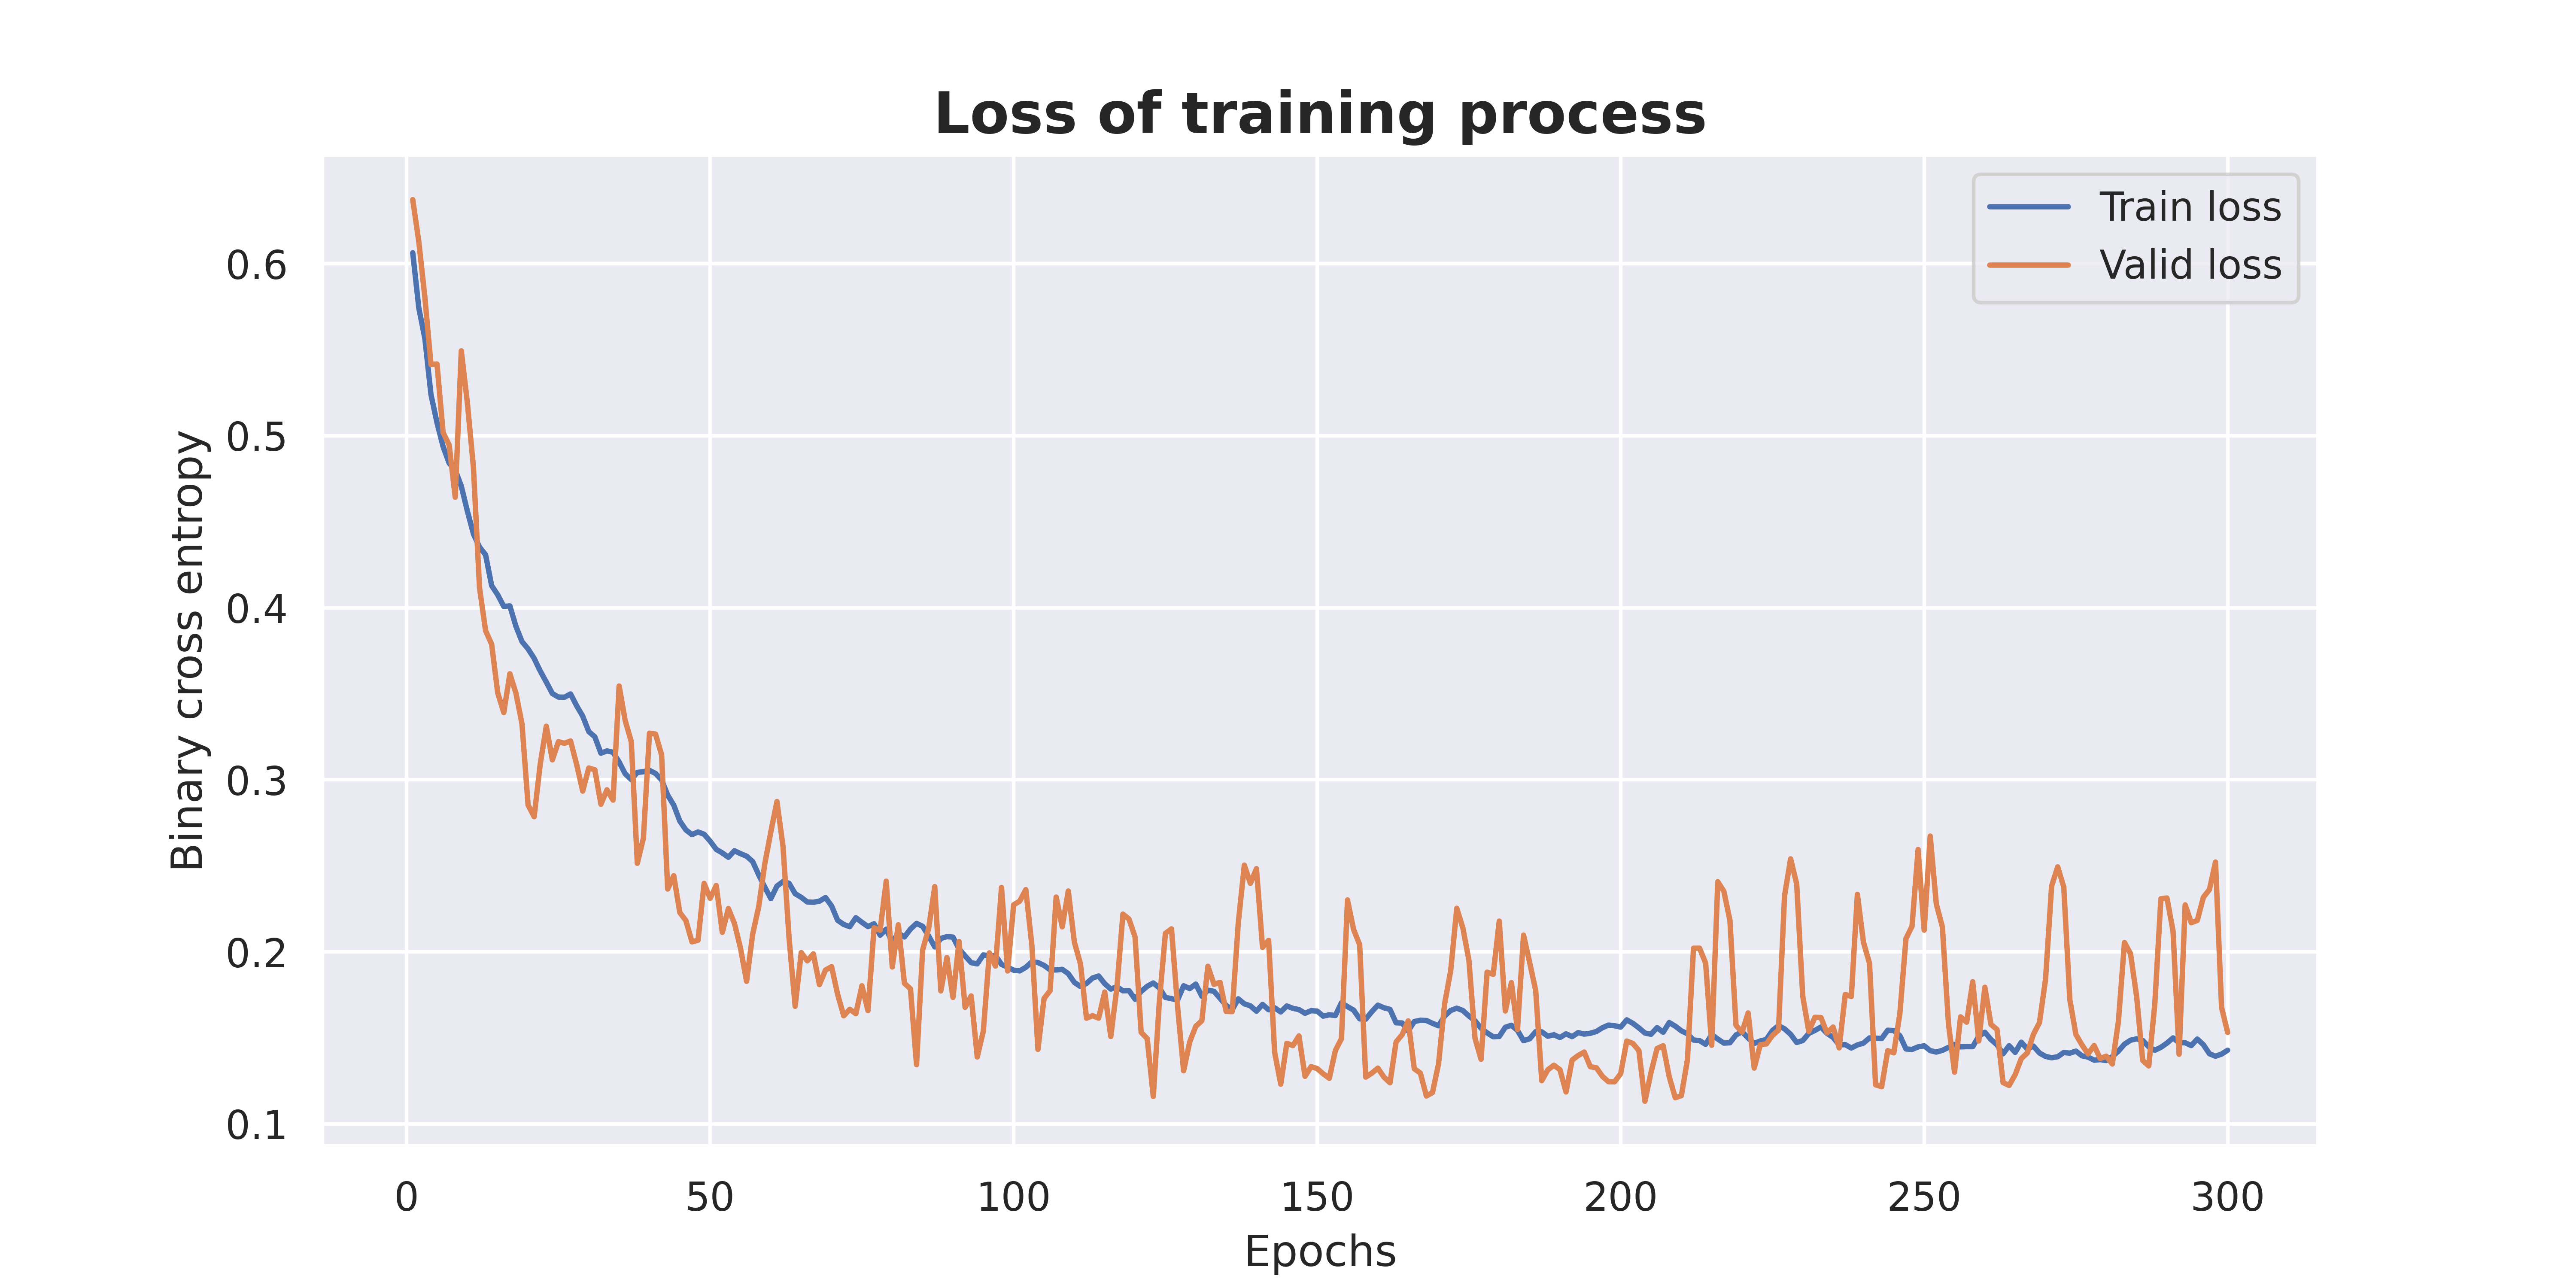 Loss of training process
Train loss
Valid loss
Binary cross entropy
0.6
0.5
0.4
0.3
0.2
0.1
0 50 100 150 200 250 300
Epochs